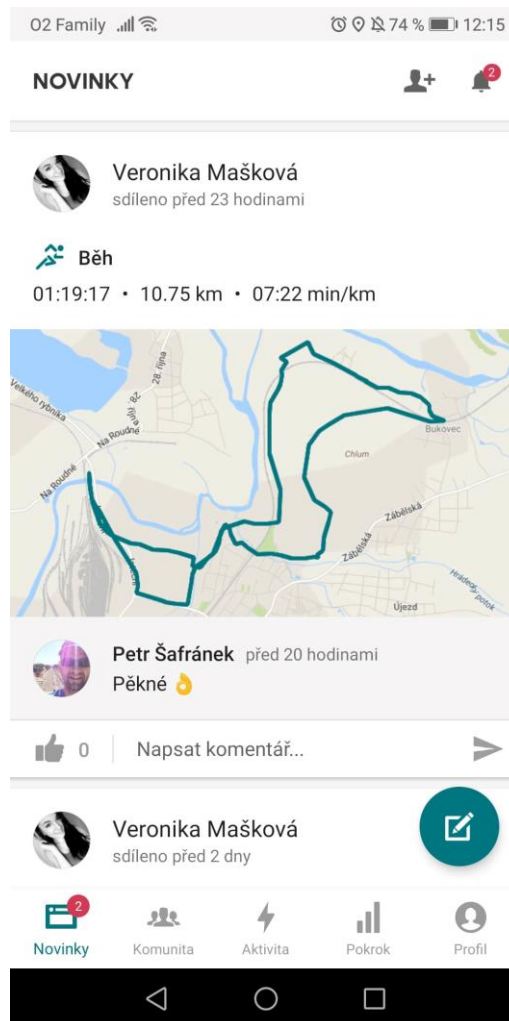 O2 Family 74 % 12:15
NOVINKY
2
Veronika Mašková
sdíleno před 23 hodinami
Běh
01:19:17 • 10.75 km • 07:22 min/km
Velkého rybníka
28. října
28. října
Na Roudné
Na Roudné
Bukovec
Chlum
Zábělská
Zábělská
Hrádecký potok
Újezd
Petr Šafránek před 20 hodinami
Pěkné 👌
0 Napsat komentář...
Veronika Mašková
sdíleno před 2 dny
2
Novinky Komunita Aktivita Pokrok Profil